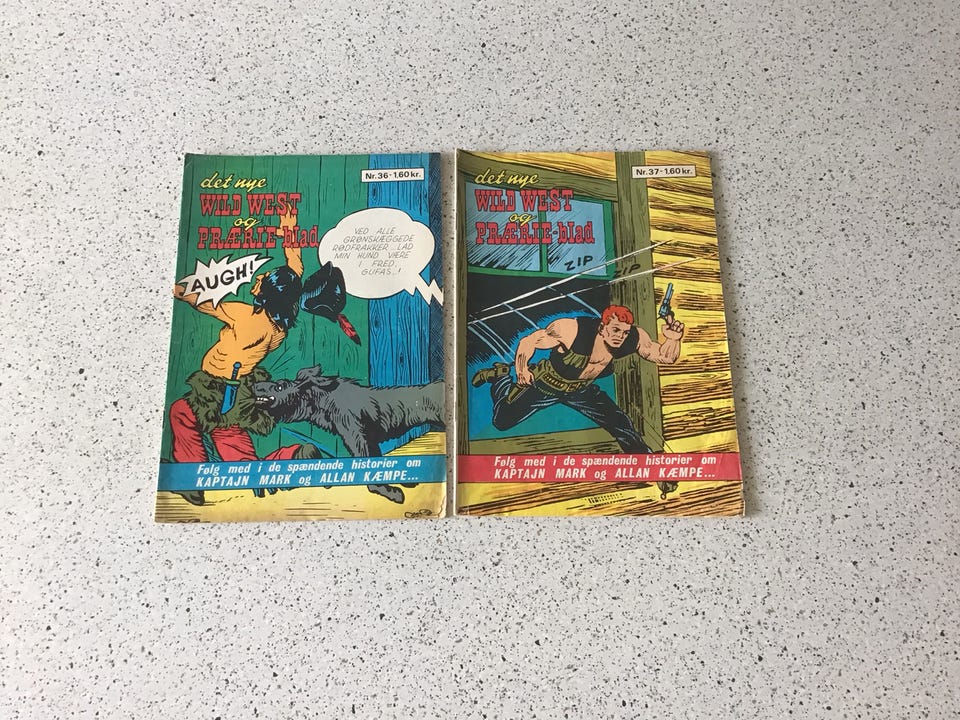 det nye
WILD WEST
og
PRÆRIE-blad
Nr.36-1,60 kr.
VED ALLE
GRØNSKÆGGEDE
RØDFRAKKER...LAD
MIN HUND VÆRE
I FRED,
GUFAS..!
AUGH!
Følg med i de spændende historier om
KAPTAJN MARK og ALLAN KÆMPE...
det nye
WILD WEST
og
PRÆRIE-blad
Nr.37-1,60 kr.
ZIP
ZIP
Følg med i de spændende historier om
KAPTAJN MARK og ALLAN KÆMPE...